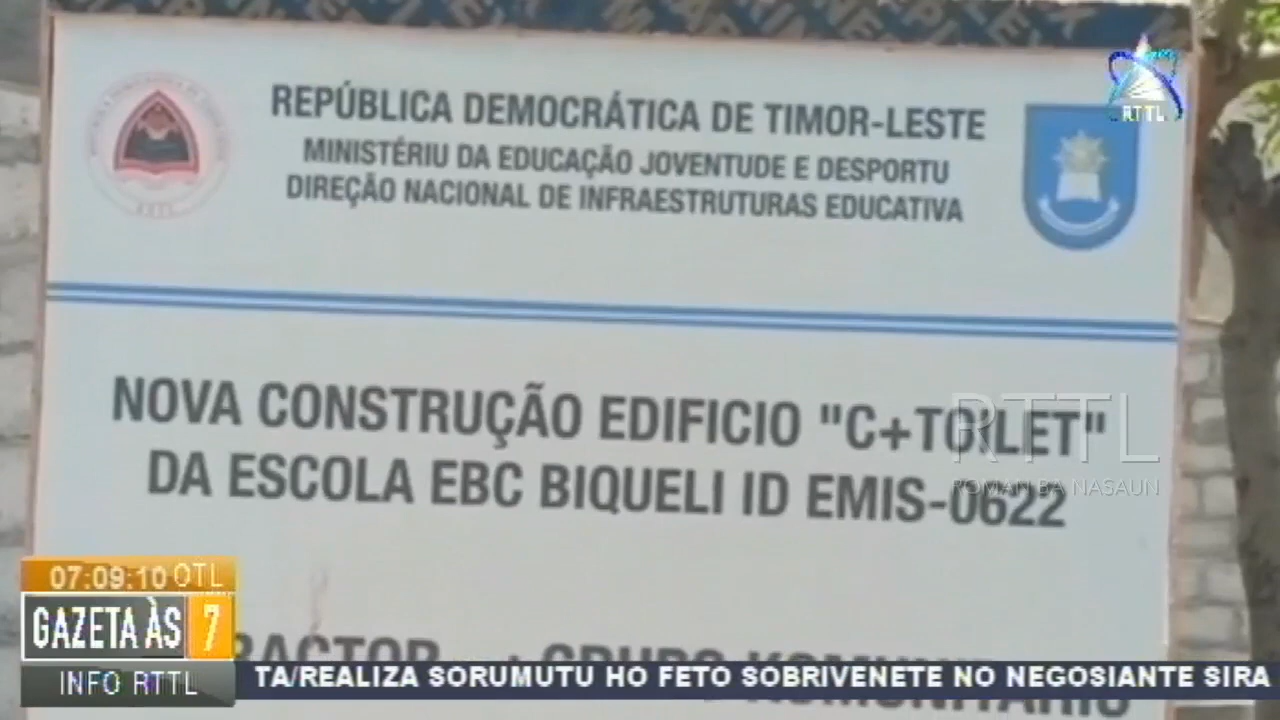 REPÚBLICA DEMOCRÁTICA DE TIMOR-LESTE
MINISTÉRIU DA EDUCAÇÃO JOVENTUDE E DESPORTU
DIREÇÃO NACIONAL DE INFRAESTRUTURAS EDUCATIVA
RTTL
NOVA CONSTRUÇÃO EDIFICIO "C+TOILET"
DA ESCOLA EBC BIQUELI ID EMIS-0622
RTTL
ROMAN BA NASAUN
07:09:10 OTL
GAZETA ÀS 7
INFO RTTL
TA/REALIZA SORUMUTU HO FETO SOBRIVENETE NO NEGOSIANTE SIRA